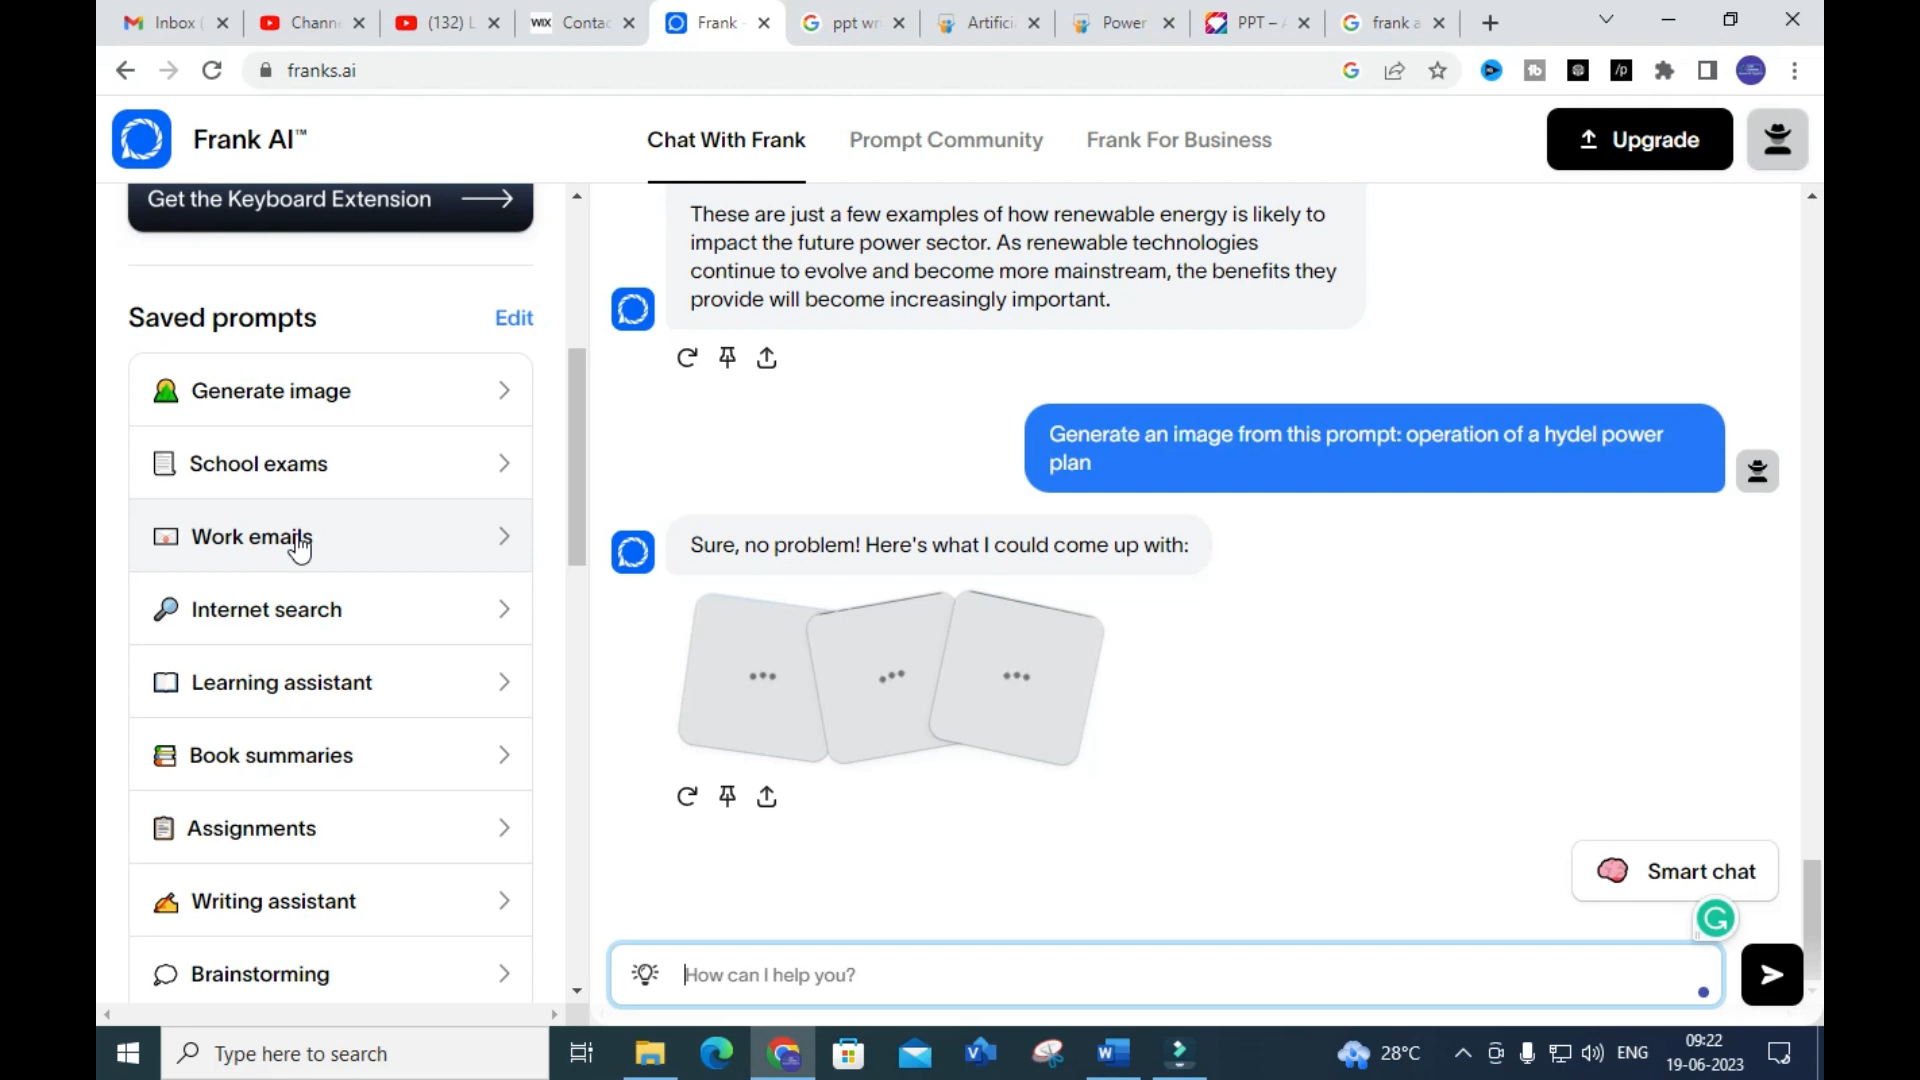 Inbox (
Chann
(132) L
WIX Contac
Frank -
ppt wr
Artifici
Power
PPT – A
frank a
franks.ai
Frank AI™
Chat With Frank
Prompt Community
Frank For Business
Upgrade
Get the Keyboard Extension
Saved prompts
Edit
Generate image
School exams
Work emails
Internet search
Learning assistant
Book summaries
Assignments
Writing assistant
Brainstorming
These are just a few examples of how renewable energy is likely to
impact the future power sector. As renewable technologies
continue to evolve and become more mainstream, the benefits they
provide will become increasingly important.
Generate an image from this prompt: operation of a hydel power
plan
Sure, no problem! Here's what I could come up with:
Smart chat
How can I help you?
Type here to search
28°C
ENG
09:22
19-06-2023